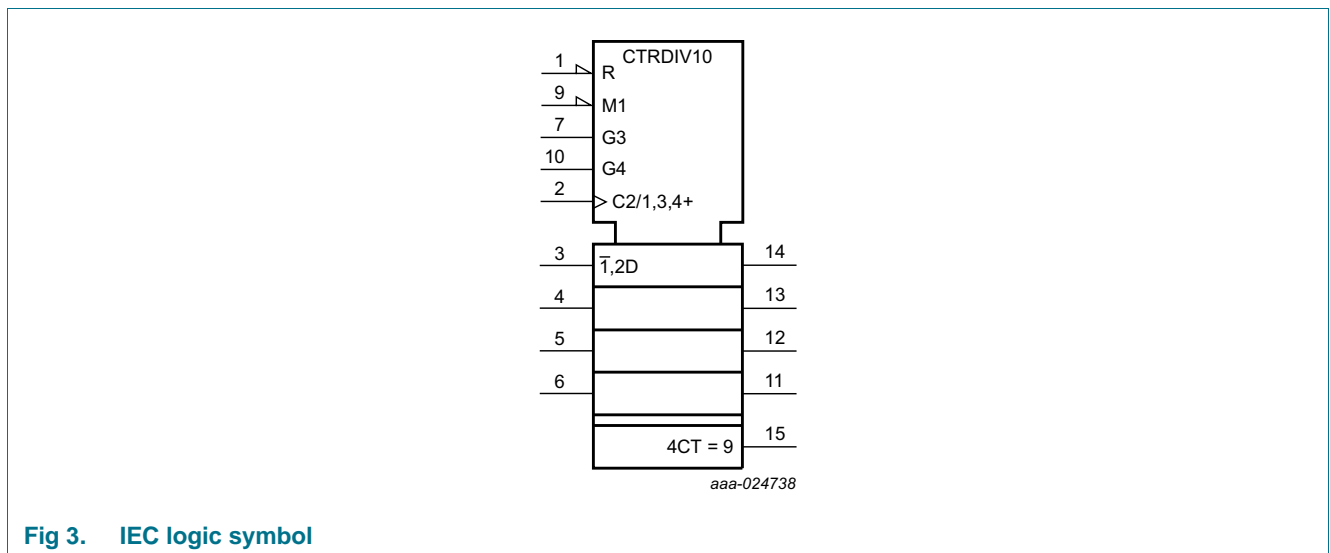 CTRDIV10
1 R
9 M1
7 G3
10 G4
2 C2/1,3,4+
3 1̅,2D 14
4 13
5 12
6 11
4CT = 9 15
aaa-024738
Fig 3. IEC logic symbol